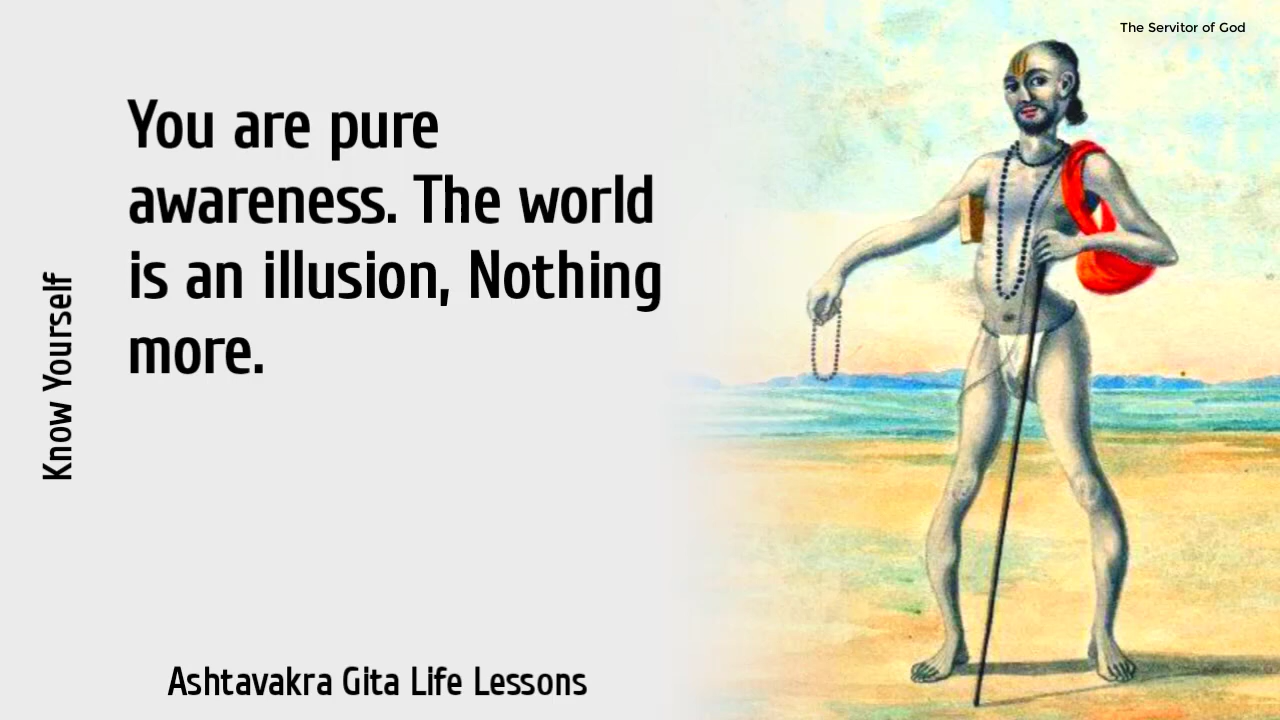 The Servitor of God
You are pure
awareness. The world
is an illusion, Nothing
more.
Know Yourself
Ashtavakra Gita Life Lessons